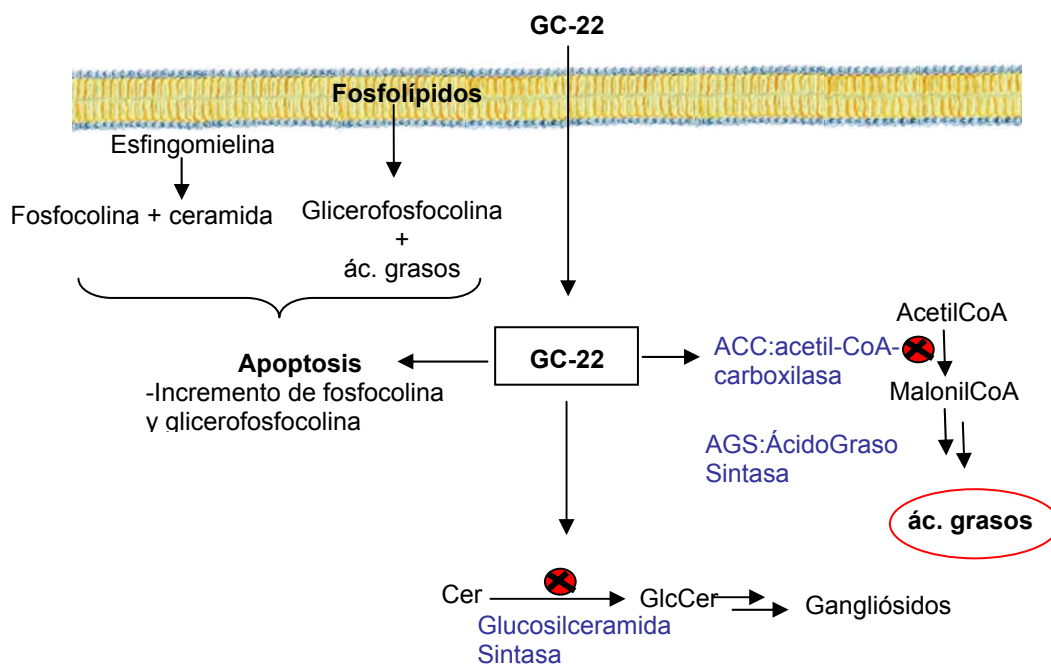 GC-22
Fosfolípidos
Esfingomielina
Fosfocolina + ceramida
Glicerofosfocolina
+
ác. grasos
Apoptosis
-Incremento de fosfocolina
y glicerofosfocolina
GC-22
ACC:acetil-CoA-
carboxilasa
AcetilCoA
MalonilCoA
AGS:ÁcidoGraso
Sintasa
ác. grasos
Cer
GlcCer
Gangliósidos
Glucosilceramida
Sintasa